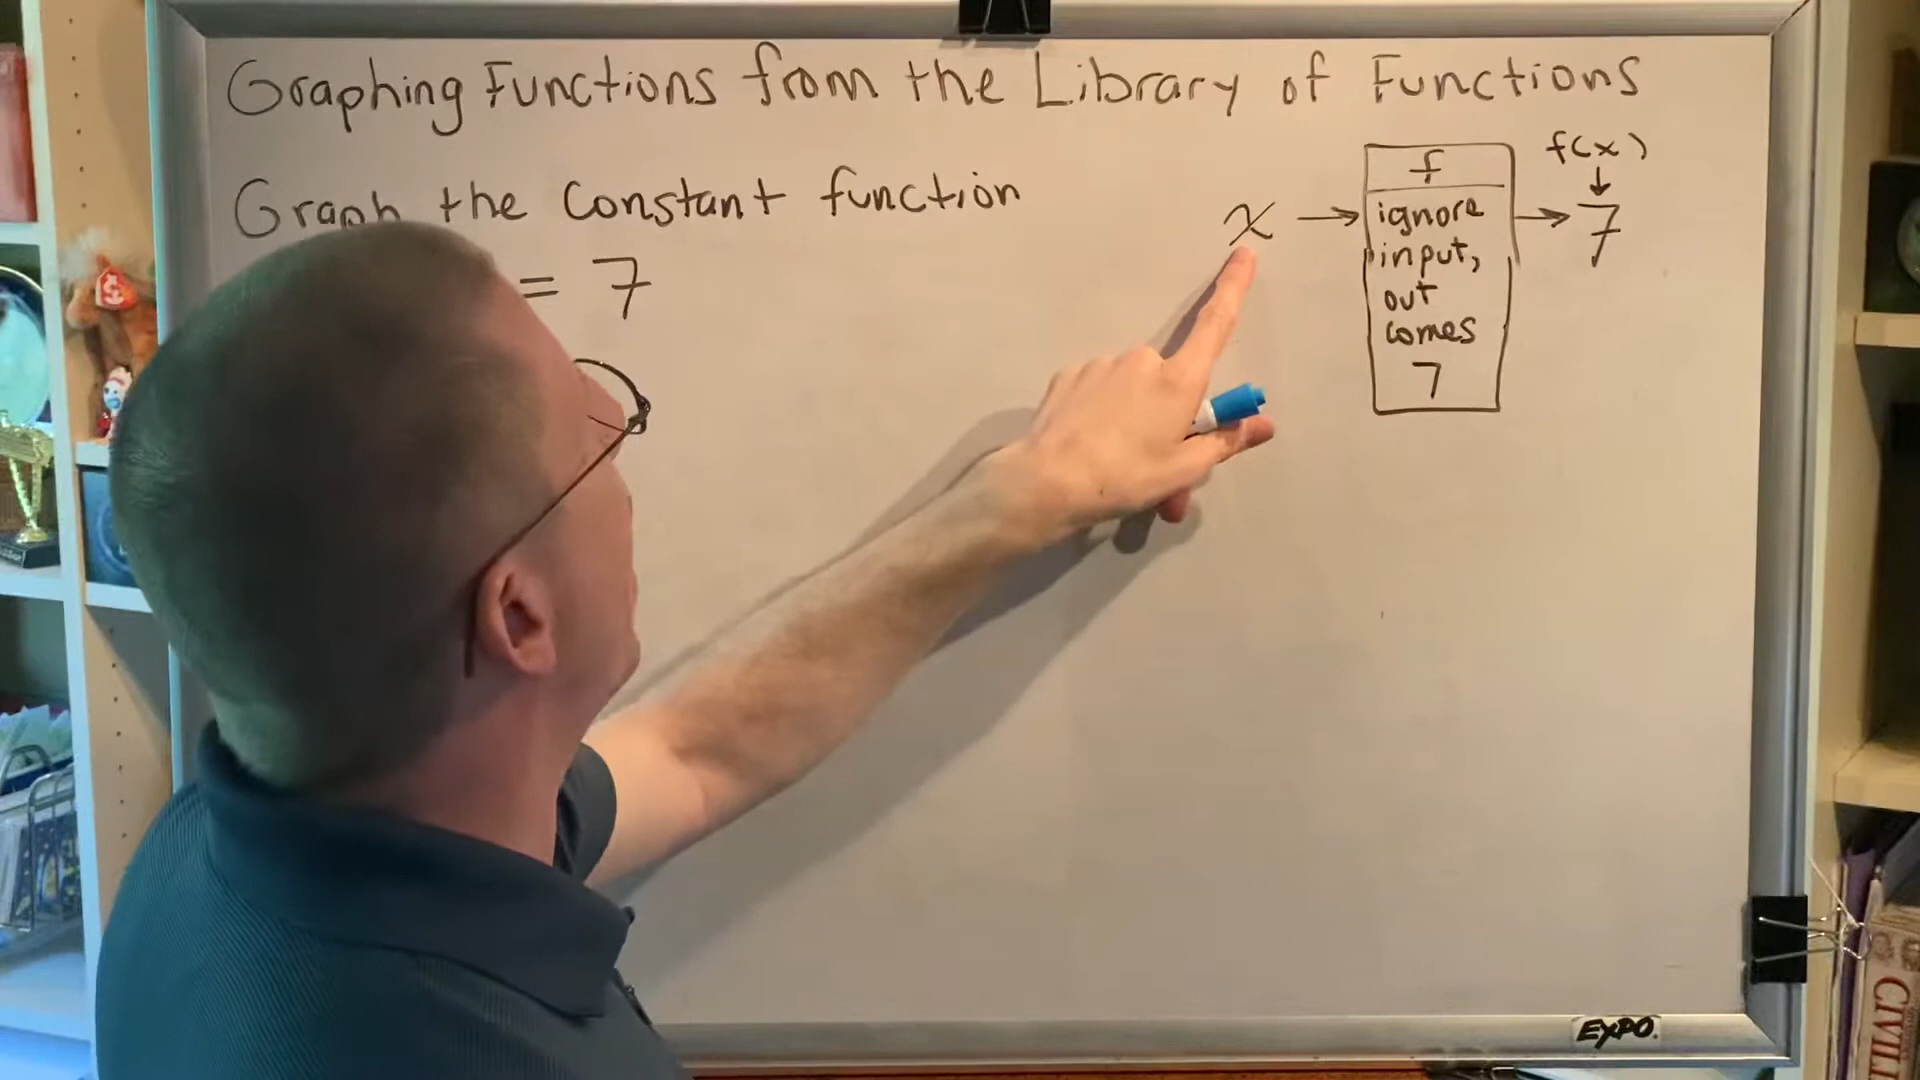 Graphing Functions from the Library of Functions
Graph the constant function
= 7
x → f(x) ↓ 7
f
ignore
input,
out
comes
7
EXPO.
CIVIL